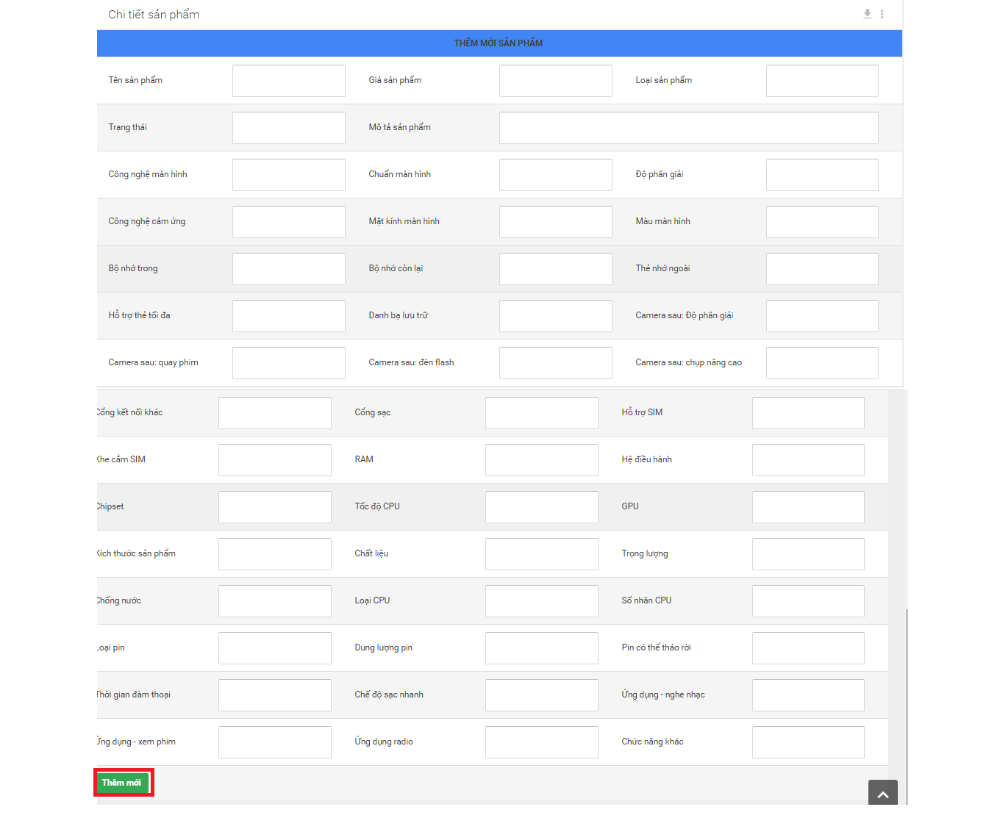 Chi tiết sản phẩm
THÊM MỚI SẢN PHẨM
Tên sản phẩm Giá sản phẩm Loại sản phẩm
Trạng thái Mô tả sản phẩm
Công nghệ màn hình Chuẩn màn hình Độ phân giải
Công nghệ cảm ứng Mặt kính màn hình Màu màn hình
Bộ nhớ trong Bộ nhớ còn lại Thẻ nhớ ngoài
Hỗ trợ thẻ tối đa Danh bạ lưu trữ Camera sau: Độ phân giải
Camera sau: quay phim Camera sau: đèn flash Camera sau: chụp nâng cao
Cổng kết nối khác Cổng sạc Hỗ trợ SIM
Khe cắm SIM RAM Hệ điều hành
Chipset Tốc độ CPU GPU
Kích thước sản phẩm Chất liệu Trọng lượng
Chống nước Loại CPU Số nhân CPU
Loại pin Dung lượng pin Pin có thể tháo rời
Thời gian đàm thoại Chế độ sạc nhanh Ứng dụng - nghe nhạc
Ứng dụng - xem phim Ứng dụng radio Chức năng khác
Thêm mới